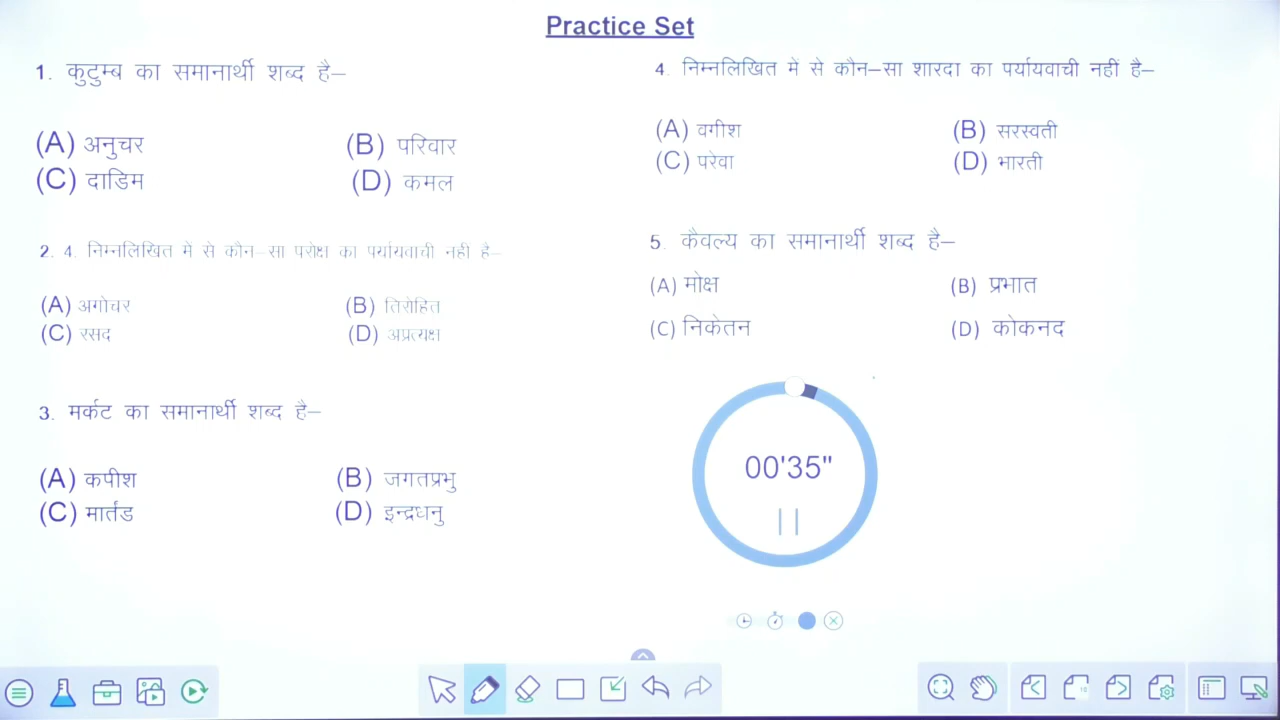 Practice Set
1. कुटुम्ब का समानार्थी शब्द है–
(A) अनुचर (B) परिवार
(C) दाडिम (D) कमल
2. 4. निम्नलिखित में से कौन–सा परोक्ष का पर्यायवाची नहीं है–
(A) अगोचर (B) तिरोहित
(C) रसद (D) अप्रत्यक्ष
3. मर्कट का समानार्थी शब्द है–
(A) कपीश (B) जगतप्रभु
(C) मार्तंड (D) इन्द्रधनु
4. निम्नलिखित में से कौन–सा शारदा का पर्यायवाची नहीं है–
(A) वगीश (B) सरस्वती
(C) परेवा (D) भारती
5. कैवल्य का समानार्थी शब्द है–
(A) मोक्ष (B) प्रभात
(C) निकेतन (D) कोकनद
00'35"